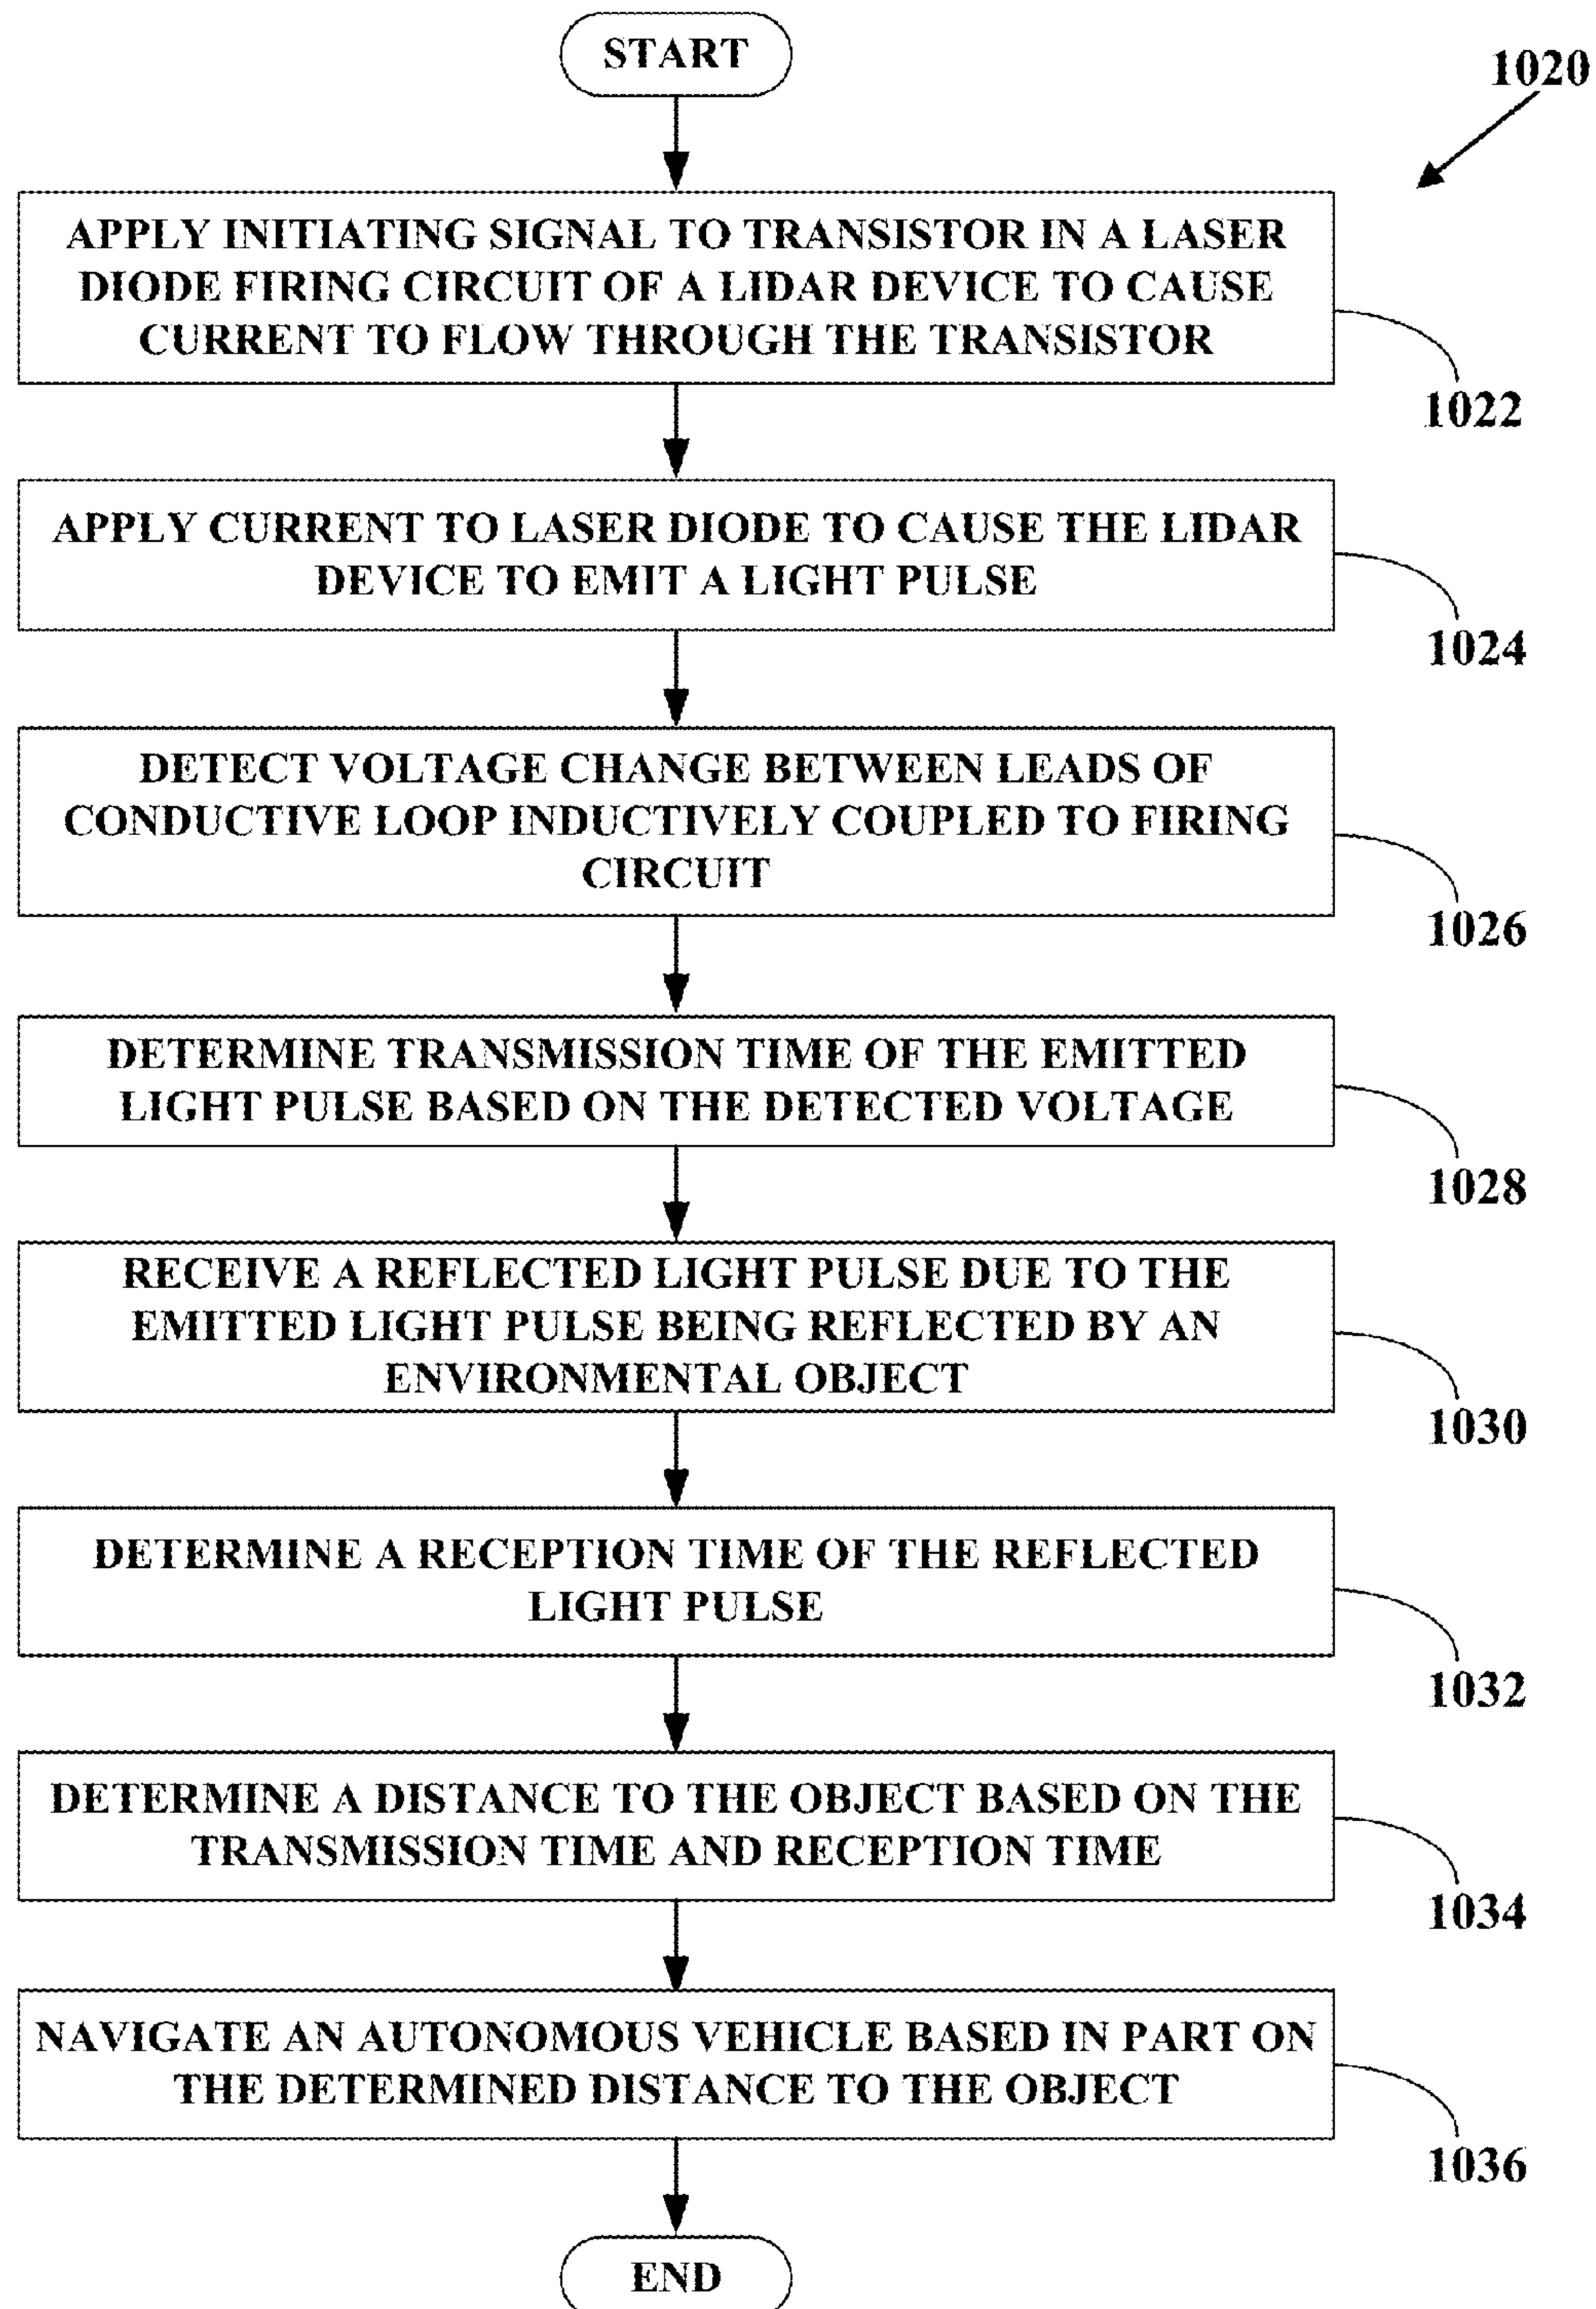 START
1020
APPLY INITIATING SIGNAL TO TRANSISTOR IN A LASER
DIODE FIRING CIRCUIT OF A LIDAR DEVICE TO CAUSE
CURRENT TO FLOW THROUGH THE TRANSISTOR
1022
APPLY CURRENT TO LASER DIODE TO CAUSE THE LIDAR
DEVICE TO EMIT A LIGHT PULSE
1024
DETECT VOLTAGE CHANGE BETWEEN LEADS OF
CONDUCTIVE LOOP INDUCTIVELY COUPLED TO FIRING
CIRCUIT
1026
DETERMINE TRANSMISSION TIME OF THE EMITTED
LIGHT PULSE BASED ON THE DETECTED VOLTAGE
1028
RECEIVE A REFLECTED LIGHT PULSE DUE TO THE
EMITTED LIGHT PULSE BEING REFLECTED BY AN
ENVIRONMENTAL OBJECT
1030
DETERMINE A RECEPTION TIME OF THE REFLECTED
LIGHT PULSE
1032
DETERMINE A DISTANCE TO THE OBJECT BASED ON THE
TRANSMISSION TIME AND RECEPTION TIME
1034
NAVIGATE AN AUTONOMOUS VEHICLE BASED IN PART ON
THE DETERMINED DISTANCE TO THE OBJECT
1036
END